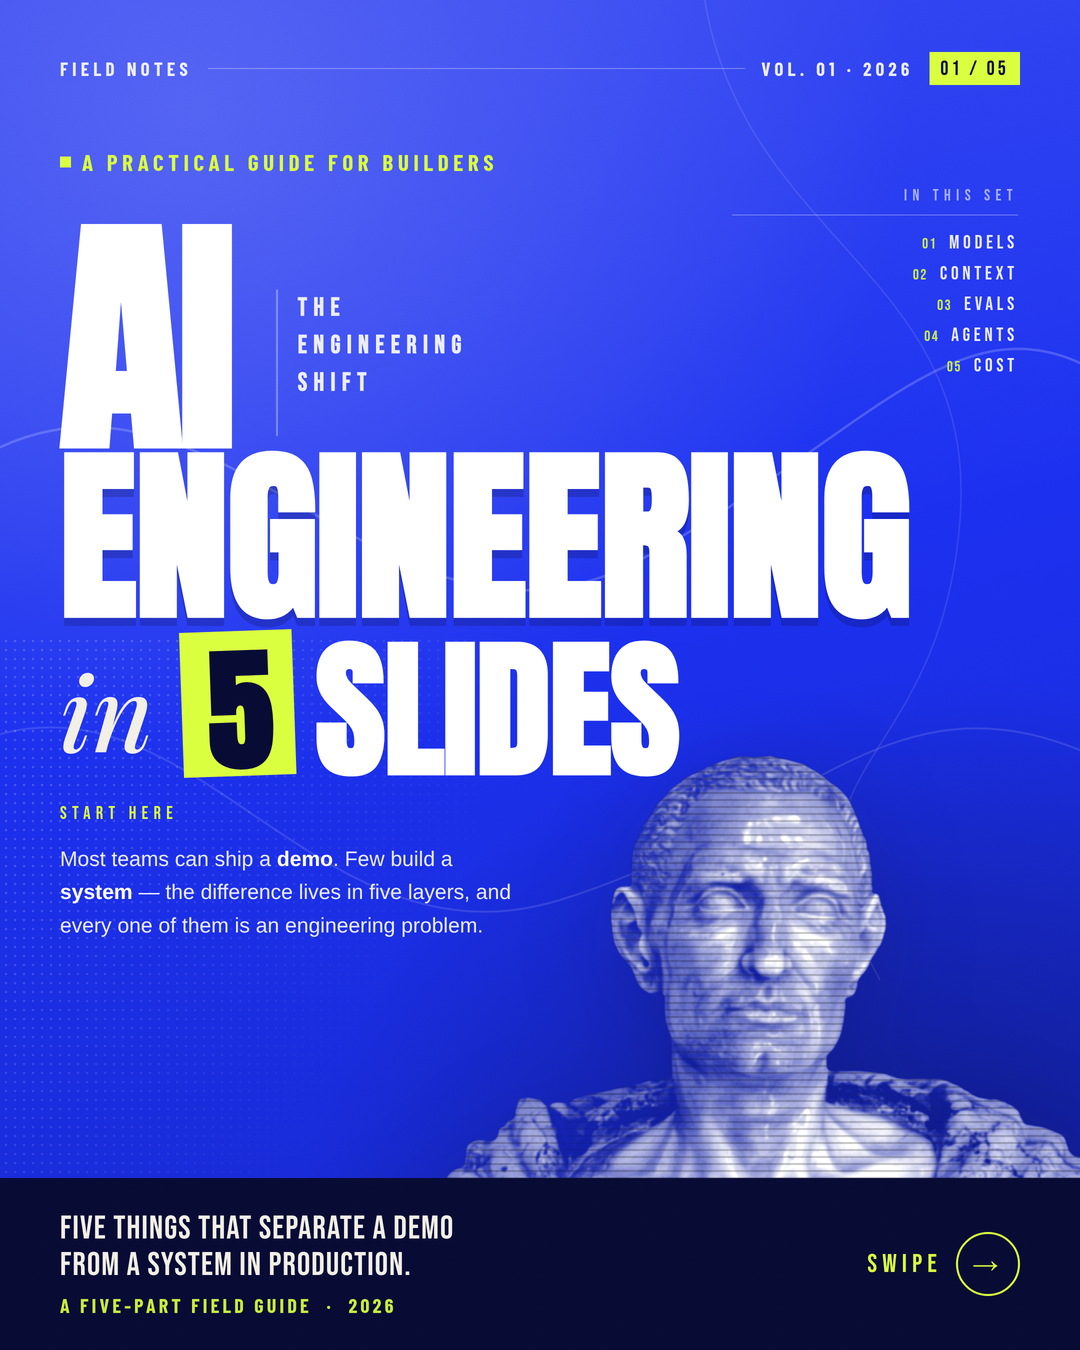 FIELD NOTES
VOL. 01 · 2026
01 / 05
A PRACTICAL GUIDE FOR BUILDERS
IN THIS SET
01 MODELS
02 CONTEXT
03 EVALS
04 AGENTS
05 COST
AI
THE
ENGINEERING
SHIFT
ENGINEERING
in 5 SLIDES
START HERE
Most teams can ship a demo. Few build a
system — the difference lives in five layers, and
every one of them is an engineering problem.
FIVE THINGS THAT SEPARATE A DEMO
FROM A SYSTEM IN PRODUCTION.
A FIVE-PART FIELD GUIDE · 2026
SWIPE →